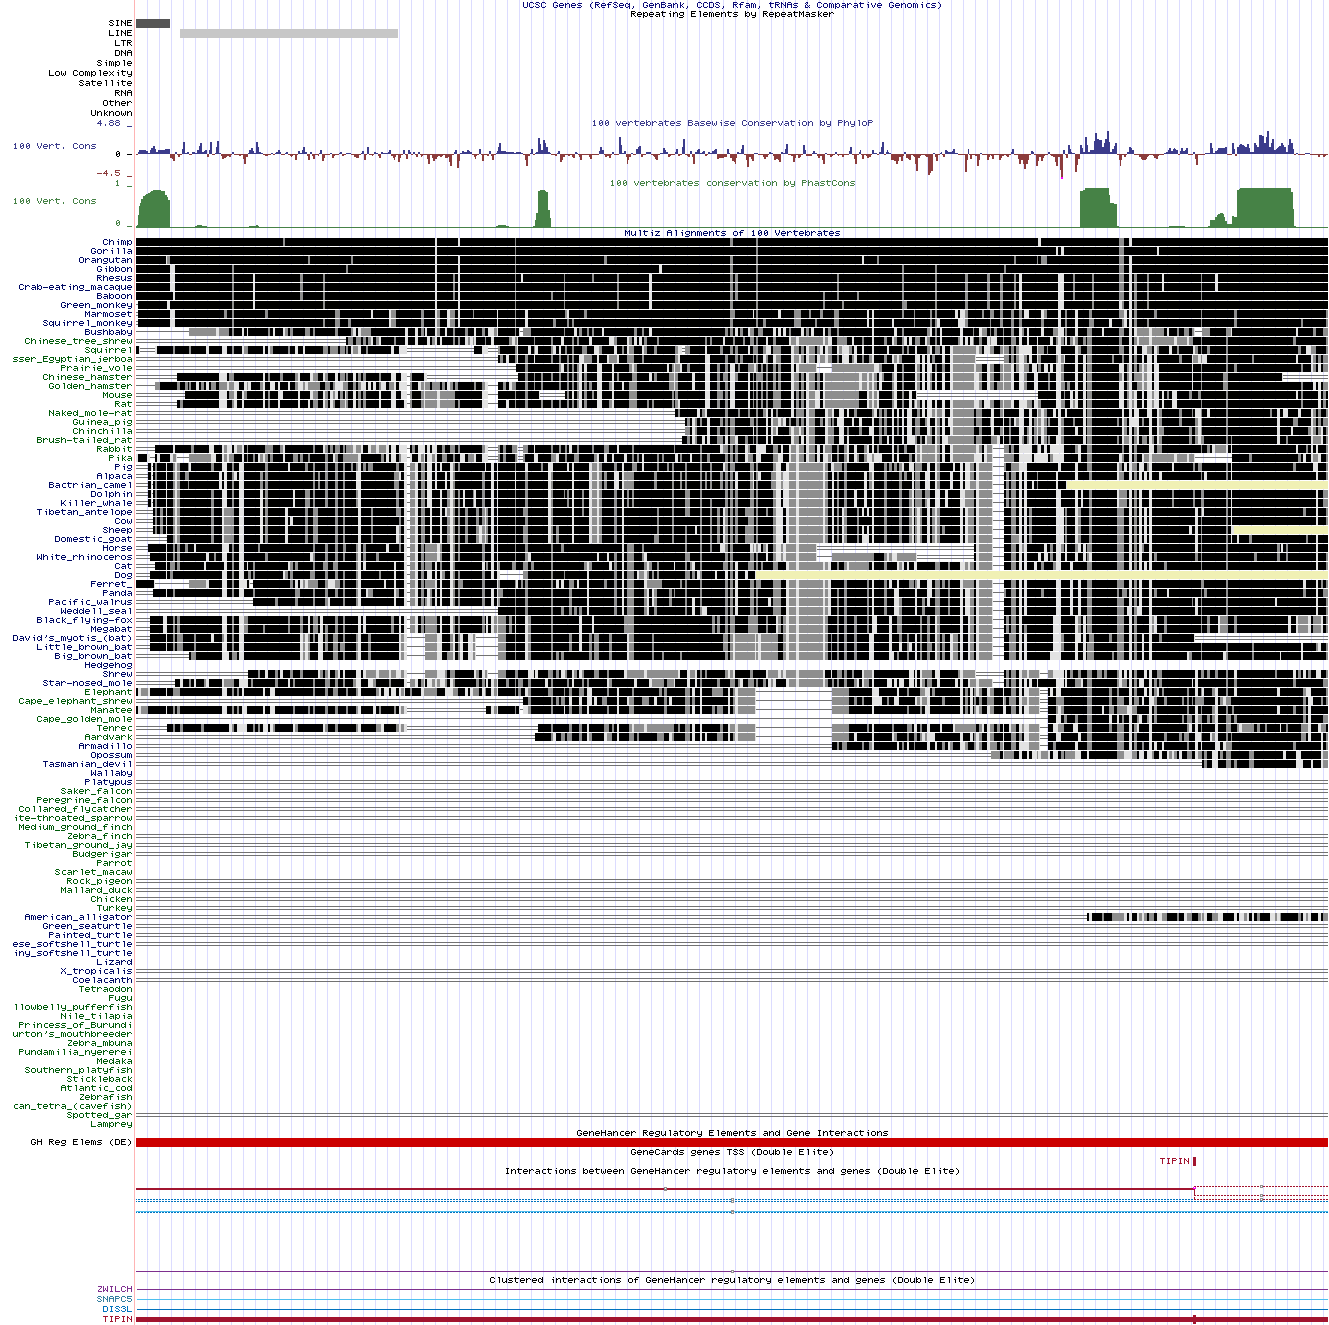 UCSC Genes (RefSeq, GenBank, CCDS, Rfam, tRNAs & Comparative Genomics)
Repeating Elements by RepeatMasker
SINE
LINE
LTR
DNA
Simple
Low Complexity
Satellite
RNA
Other
Unknown
100 vertebrates Basewise Conservation by PhyloP
4.88 _
100 Vert. Cons
0 _
-4.5 _
100 vertebrates conservation by PhastCons
1 _
100 Vert. Cons
0 _
Multiz Alignments of 100 Vertebrates
Chimp
Gorilla
Orangutan
Gibbon
Rhesus
Crab-eating_macaque
Baboon
Green_monkey
Marmoset
Squirrel_monkey
Bushbaby
Chinese_tree_shrew
Squirrel
sser_Egyptian_jerboa
Prairie_vole
Chinese_hamster
Golden_hamster
Mouse
Rat
Naked_mole-rat
Guinea_pig
Chinchilla
Brush-tailed_rat
Rabbit
Pika
Pig
Alpaca
Bactrian_camel
Dolphin
Killer_whale
Tibetan_antelope
Cow
Sheep
Domestic_goat
Horse
White_rhinoceros
Cat
Dog
Ferret_
Panda
Pacific_walrus
Weddell_seal
Black_flying-fox
Megabat
David's_myotis_(bat)
Little_brown_bat
Big_brown_bat
Hedgehog
Shrew
Star-nosed_mole
Elephant
Cape_elephant_shrew
Manatee
Cape_golden_mole
Tenrec
Aardvark
Armadillo
Opossum
Tasmanian_devil
Wallaby
Platypus
Saker_falcon
Peregrine_falcon
Collared_flycatcher
ite-throated_sparrow
Medium_ground_finch
Zebra_finch
Tibetan_ground_jay
Budgerigar
Parrot
Scarlet_macaw
Rock_pigeon
Mallard_duck
Chicken
Turkey
American_alligator
Green_seaturtle
Painted_turtle
ese_softshell_turtle
iny_softshell_turtle
Lizard
X_tropicalis
Coelacanth
Tetraodon
Fugu
llowbelly_pufferfish
Nile_tilapia
Princess_of_Burundi
urton's_mouthbreeder
Zebra_mbuna
Pundamilia_nyererei
Medaka
Southern_platyfish
Stickleback
Atlantic_cod
Zebrafish
can_tetra_(cavefish)
Spotted_gar
Lamprey
GeneHancer Regulatory Elements and Gene Interactions
GH Reg Elems (DE)
GeneCards genes TSS (Double Elite)
TIPIN
Interactions between GeneHancer regulatory elements and genes (Double Elite)
Clustered interactions of GeneHancer regulatory elements and genes (Double Elite)
ZWILCH
SNAPC5
DIS3L
TIPIN